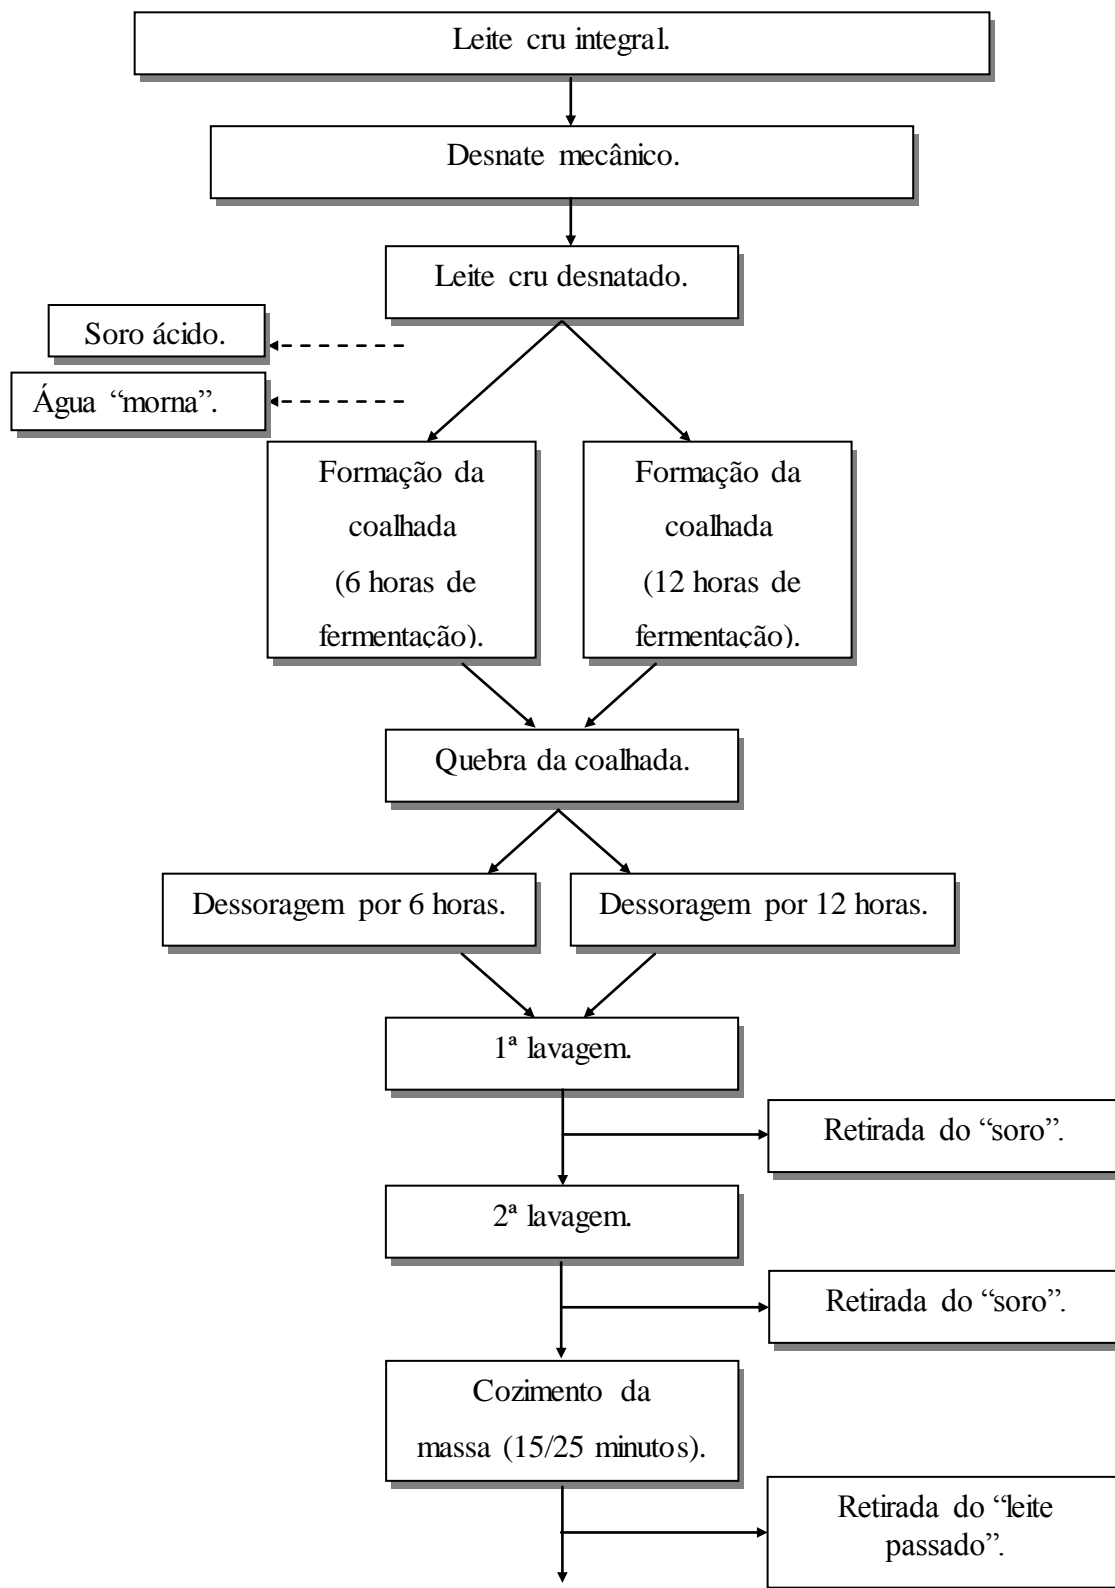 Leite cru integral.
Desnate mecânico.
Leite cru desnatado.
Soro ácido.
Água “morna”.
Formação da
coalhada
(6 horas de
fermentação).
Formação da
coalhada
(12 horas de
fermentação).
Quebra da coalhada.
Dessoragem por 6 horas.
Dessoragem por 12 horas.
1ª lavagem.
Retirada do “soro”.
2ª lavagem.
Retirada do “soro”.
Cozimento da
massa (15/25 minutos).
Retirada do “leite
passado”.